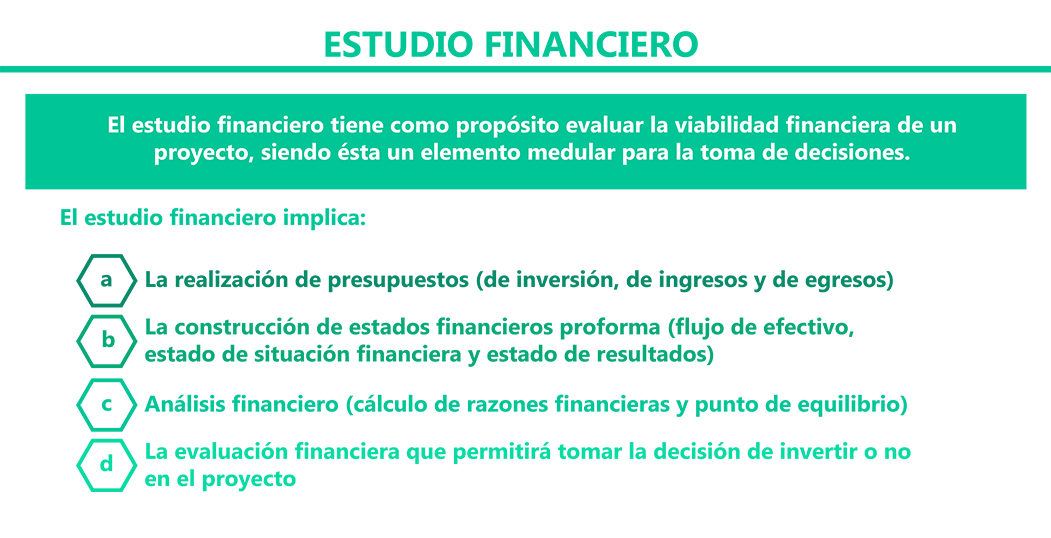 ESTUDIO FINANCIERO
El estudio financiero tiene como propósito evaluar la viabilidad financiera de un
proyecto, siendo ésta un elemento medular para la toma de decisiones.
El estudio financiero implica:
a La realización de presupuestos (de inversión, de ingresos y de egresos)
b La construcción de estados financieros proforma (flujo de efectivo,
estado de situación financiera y estado de resultados)
c Análisis financiero (cálculo de razones financieras y punto de equilibrio)
d La evaluación financiera que permitirá tomar la decisión de invertir o no
en el proyecto